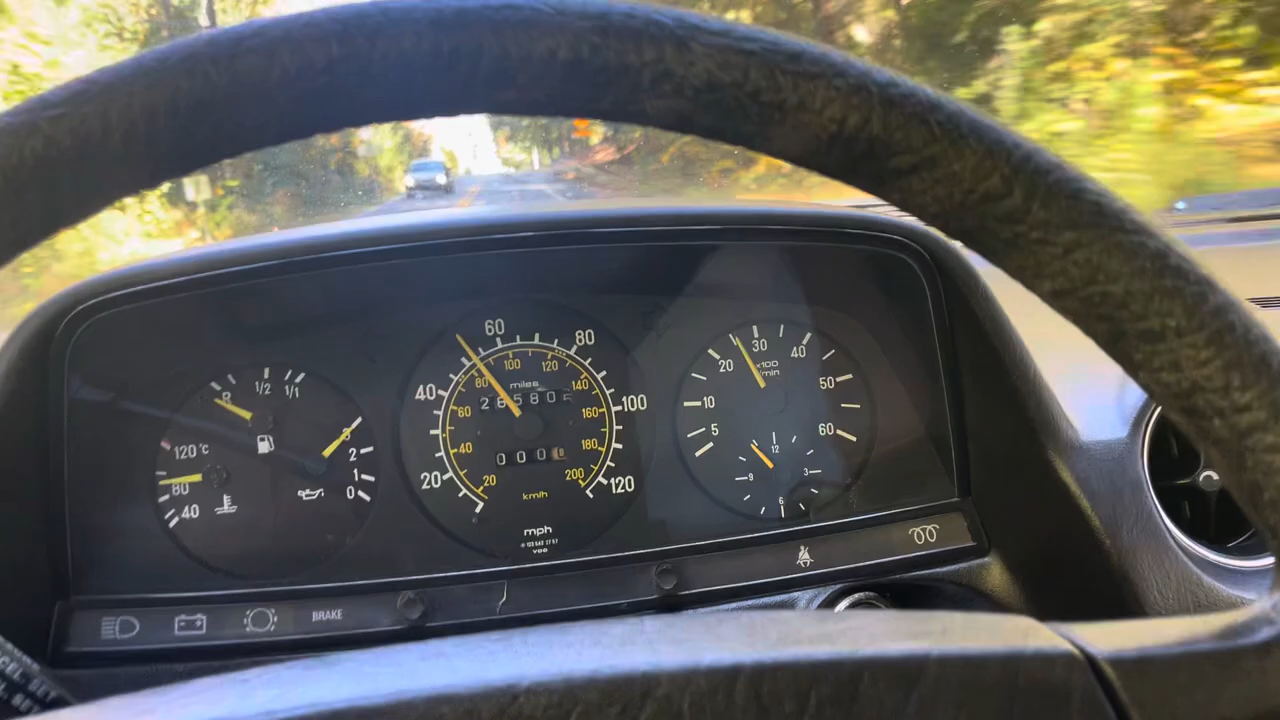 R 1/2 1/1
120°C
80
40
2
1
0
60
80
40
100
20
120
miles
80 100 120
60 140
40 160
20 180
200
km/h
mph
VDO
30
20 40
x100
/min
10 50
5 60
12
9 3
6
BRAKE